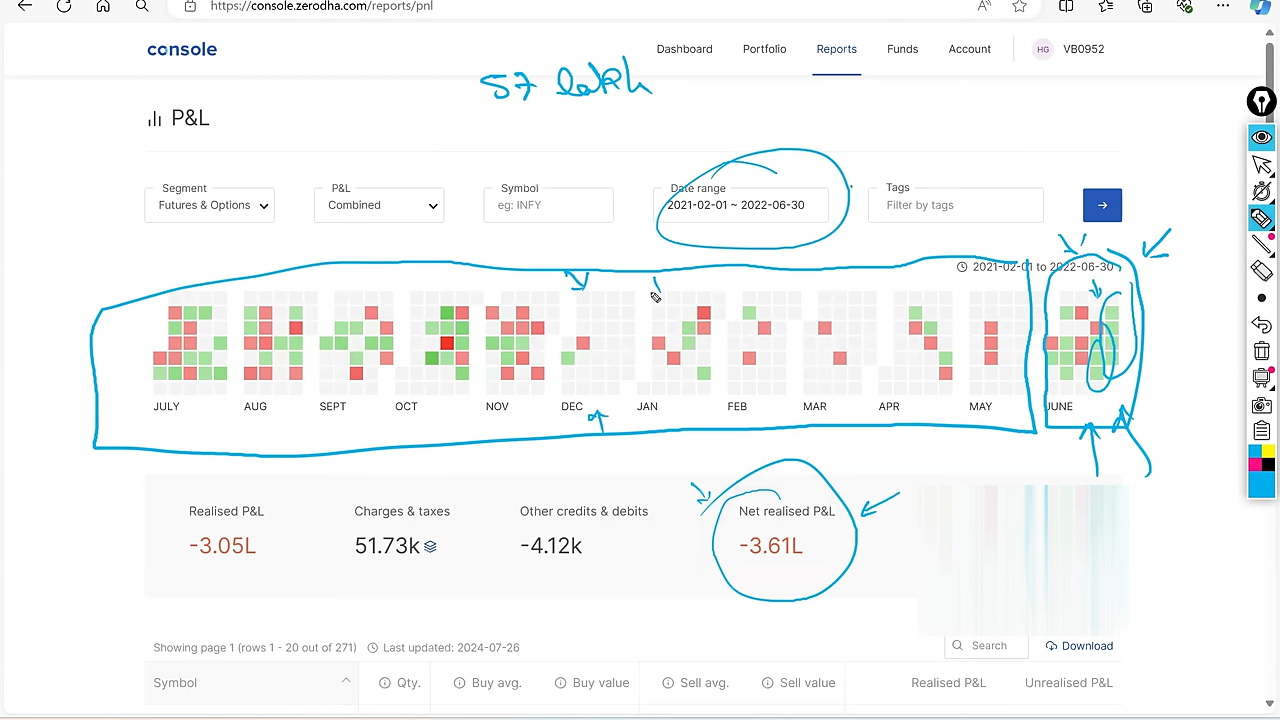 https://console.zerodha.com/reports/pnl
console
Dashboard Portfolio Reports Funds Account HG VB0952
57 lakh
P&L
Segment P&L Symbol Date range Tags
Futures & Options Combined eg: INFY 2021-02-01 ~ 2022-06-30 Filter by tags
2021-02-01 to 2022-06-30
JULY AUG SEPT OCT NOV DEC JAN FEB MAR APR MAY JUNE
Realised P&L Charges & taxes Other credits & debits Net realised P&L
-3.05L 51.73k -4.12k -3.61L
Showing page 1 (rows 1 - 20 out of 271) Last updated: 2024-07-26 Search Download
Symbol Qty. Buy avg. Buy value Sell avg. Sell value Realised P&L Unrealised P&L